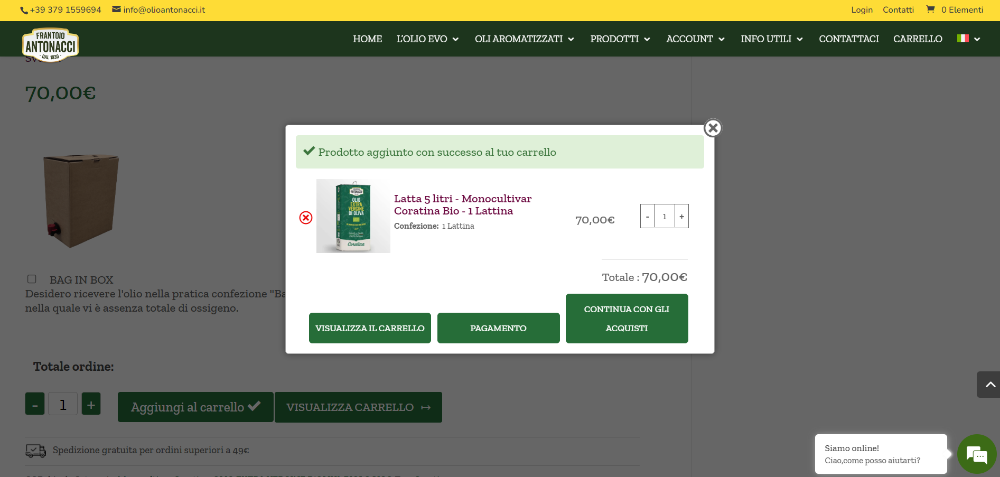 +39 379 1559694
info@olioantonacci.it
Login
Contatti
0 Elementi
FRANTOIO
ANTONACCI
DAL 1930
HOME
L'OLIO EVO
OLI AROMATIZZATI
PRODOTTI
ACCOUNT
INFO UTILI
CONTATTACI
CARRELLO
70,00€
Prodotto aggiunto con successo al tuo carrello
FRANTOIO
ANTONACCI
OLIO
EXTRA
VERGINE
DI OLIVA
Coratina
Latta 5 litri - Monocultivar
Coratina Bio - 1 Lattina
Confezione: 1 Lattina
70,00€
- 1 +
Totale : 70,00€
VISUALIZZA IL CARRELLO
PAGAMENTO
CONTINUA CON GLI
ACQUISTI
BAG IN BOX
Desidero ricevere l'olio nella pratica confezione "Ba
nella quale vi è assenza totale di ossigeno.
Totale ordine:
- 1 +
Aggiungi al carrello
VISUALIZZA CARRELLO
Spedizione gratuita per ordini superiori a 49€
Siamo online!
Ciao,come posso aiutarti?